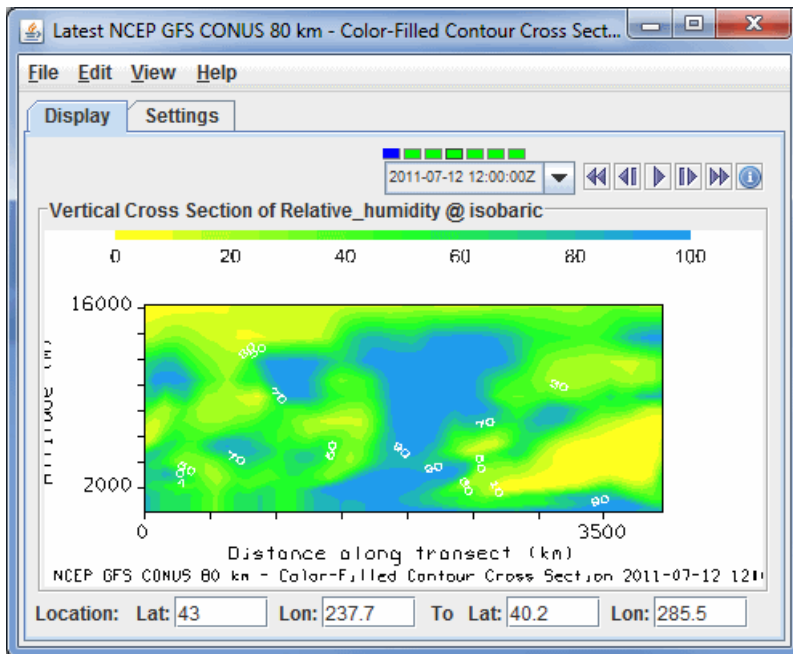 Latest NCEP GFS CONUS 80 km - Color-Filled Contour Cross Sect...
File Edit View Help
Display Settings
2011-07-12 12:00:00Z
Vertical Cross Section of Relative_humidity @ isobaric
0 20 40 60 80 100
16000
Altitude (m)
2000
0 3500
Distance along transect (km)
NCEP GFS CONUS 80 km - Color-Filled Contour Cross Section 2011-07-12
Location: Lat: 43 Lon: 237.7 To Lat: 40.2 Lon: 285.5